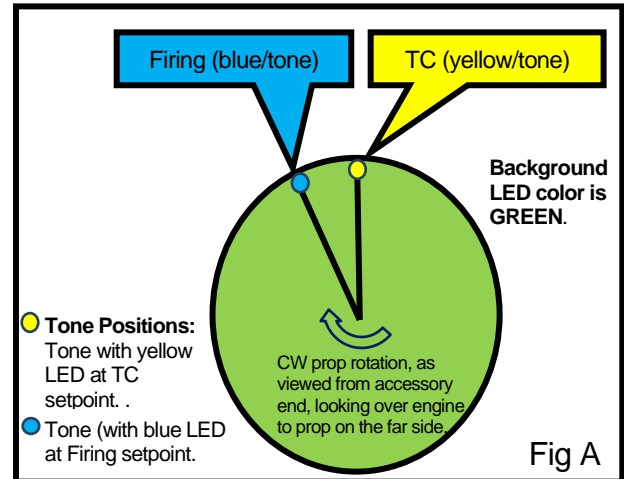 Firing (blue/tone)
TC (yellow/tone)
Background
LED color is
GREEN.
Tone Positions:
Tone with yellow
LED at TC
setpoint. .
Tone (with blue LED
at Firing setpoint.
CW prop rotation, as
viewed from accessory
end, looking over engine
to prop on the far side.
Fig A